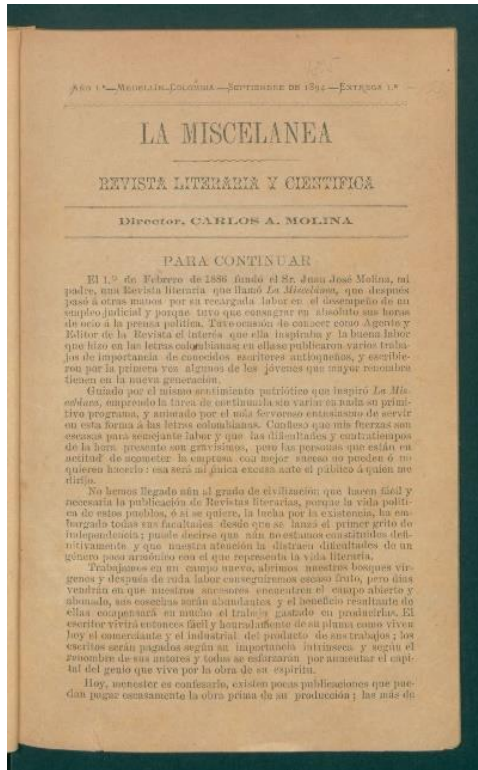 AÑO 1.º—MEDELLÍN-COLOMBIA—SEPTIEMBRE DE 1894—ENTREGA 1.ª
LA MISCELANEA
REVISTA LITERARIA Y CIENTIFICA
Director, CARLOS A. MOLINA
PARA CONTINUAR
El 1.º de Febrero de 1886 fundó el Sr. Juan José Molina, mi
padre, una Revista literaria que llamó La Miscelánea, que después
pasó á otras manos por su recargada labor en el desempeño de un
empleo judicial y porque tuvo que consagrar en absoluto sus horas
de ocio á la prensa política. Tuve ocasión de conocer como Agente y
Editor de la Revista el interés que ella inspiraba y la buena labor
que hizo en las letras colombianas; en ella se publicaron varios traba-
jos de importancia de conocidos escritores antioqueños, y escribie-
ron por la primera vez algunos de los jóvenes que mayor renombre
tienen en la nueva generación.
Guiado por el mismo sentimiento patriótico que inspiró La Mis-
celánea, emprendo la tarea de continuarla sin variar en nada su primi-
tivo programa, y animado por el más fervoroso entusiasmo de servir
en esta forma á las letras colombianas. Confieso que mis fuerzas son
escasas para semejante labor y que las dificultades y contratiempos
de la hora presente son gravísimos, pero las personas que están en
actitud de acometer la empresa con mejor suceso no pueden ó no
quieren hacerlo: esa será mi única excusa ante el público á quien me
dirijo.
No hemos llegado aún al grado de civilización que hacen fácil y
necesaria la publicación de Revistas literarias, porque la vida políti-
ca de estos pueblos, ó si se quiere, la lucha por la existencia, ha em-
bargado todas sus facultades desde que se lanzó el primer grito de
independencia; puede decirse que aún no estamos constituídos defi-
nitivamente y que nuestra atención la distraen dificultades de un
género poco armónico con el que representa la vida literaria.
Trabajamos en un campo nuevo, abrimos nuestros bosques vír-
genes y después de ruda labor conseguiremos escaso fruto, pero días
vendrán en que nuestros sucesores encuentren el campo abierto y
abonado, sus cosechas serán abundantes y el beneficio resultante de
ellas compensará en mucho el trabajo gastado en producirlas. El
escritor vivirá entonces fácil y honradamente de su pluma como viven
hoy el comerciante y el industrial del producto de sus trabajos; los
escritos serán pagados según su importancia intrínseca y según el
renombre de sus autores y todos se esforzarán por aumentar el capi-
tal del genio que vive por la obra de su espíritu.
Hoy, menester es confesarlo, existen pocas publicaciones que pue-
dan pagar escasamente la obra prima de su producción; las más de